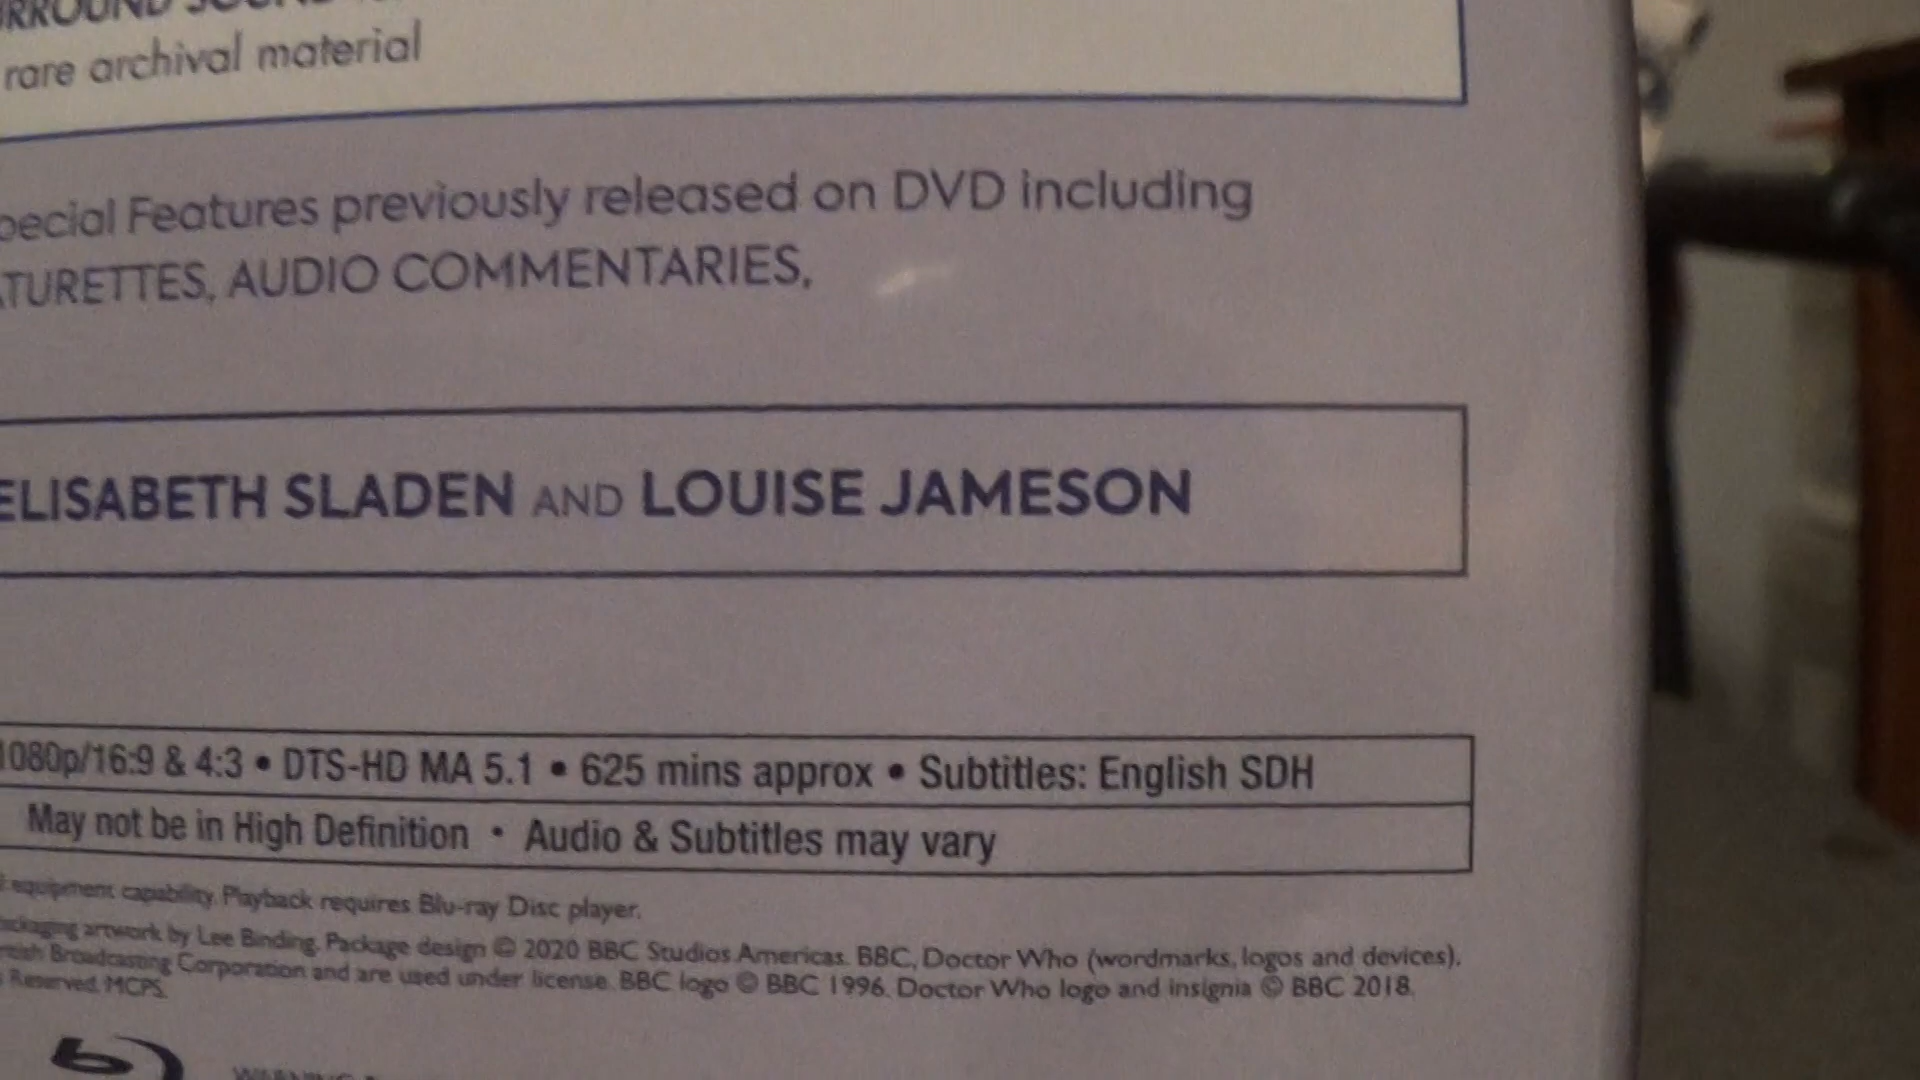 SURROUND SOUND
rare archival material
Special Features previously released on DVD including
TURETTES, AUDIO COMMENTARIES,
ELISABETH SLADEN AND LOUISE JAMESON
1080p/16:9 & 4:3 • DTS-HD MA 5.1 • 625 mins approx • Subtitles: English SDH
May not be in High Definition • Audio & Subtitles may vary
equipment capability. Playback requires Blu-ray Disc player.
artwork by Lee Binding. Package design © 2020 BBC Studios Americas. BBC, Doctor Who (wordmarks, logos and devices),
Broadcasting Corporation and are used under license. BBC logo © BBC 1996. Doctor Who logo and insignia © BBC 2018.
Reserved. MCPS.